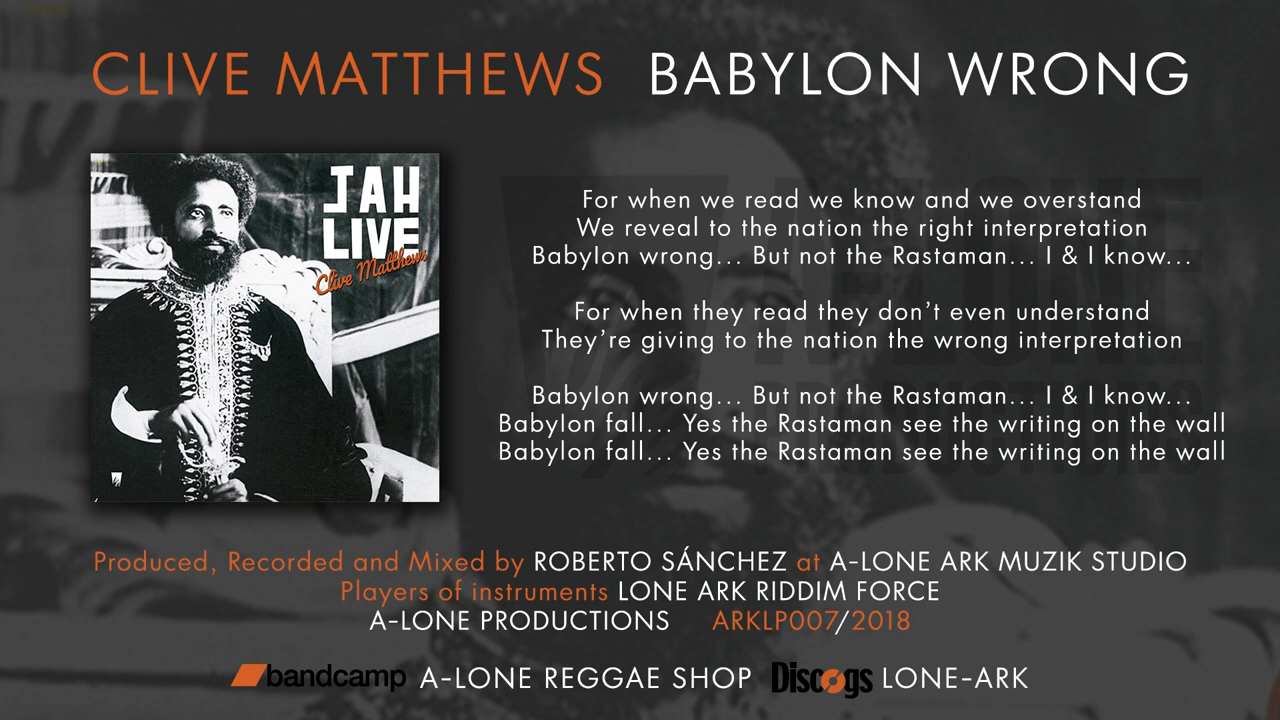 CLIVE MATTHEWS BABYLON WRONG
JAH
LIVE
Clive Matthews
For when we read we know and we overstand
We reveal to the nation the right interpretation
Babylon wrong... But not the Rastaman... I & I know...
For when they read they don't even understand
They're giving to the nation the wrong interpretation
Babylon wrong... But not the Rastaman... I & I know...
Babylon fall... Yes the Rastaman see the writing on the wall
Babylon fall... Yes the Rastaman see the writing on the wall
Produced, Recorded and Mixed by ROBERTO SÁNCHEZ at A-LONE ARK MUZIK STUDIO
Players of instruments LONE ARK RIDDIM FORCE
A-LONE PRODUCTIONS ARKLP007/2018
bandcamp A-LONE REGGAE SHOP Discogs LONE-ARK